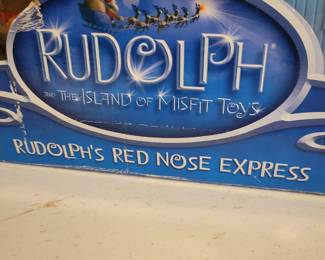 RUDOLPH®
AND THE ISLAND OF MISFIT TOYS
RUDOLPH'S RED NOSE EXPRESS